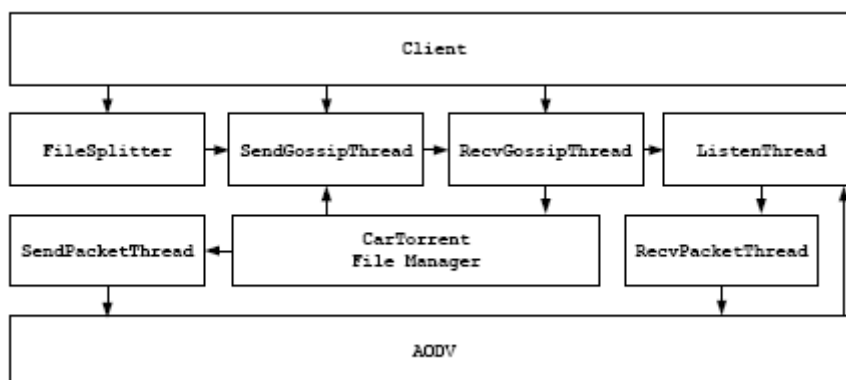 Client
FileSplitter
SendGossipThread
RecvGossipThread
ListenThread
SendPacketThread
CarTorrent
File Manager
RecvPacketThread
AODV